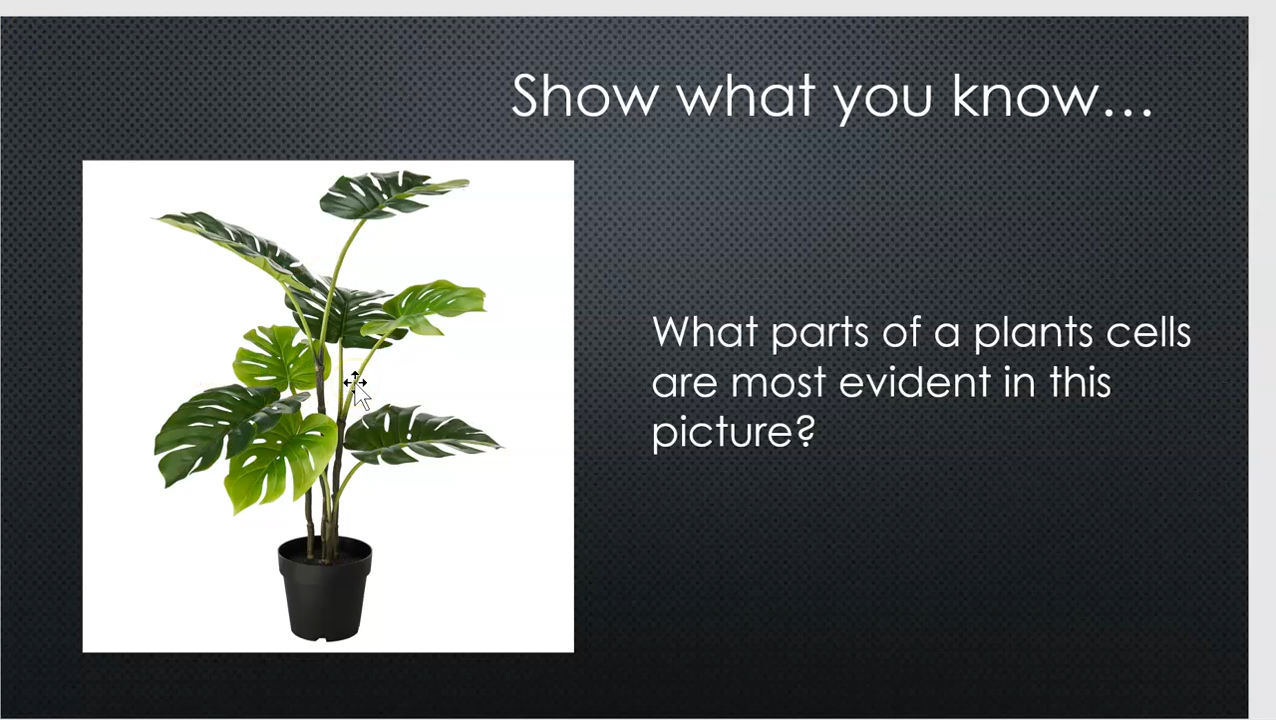 Show what you know…
What parts of a plants cells
are most evident in this
picture?